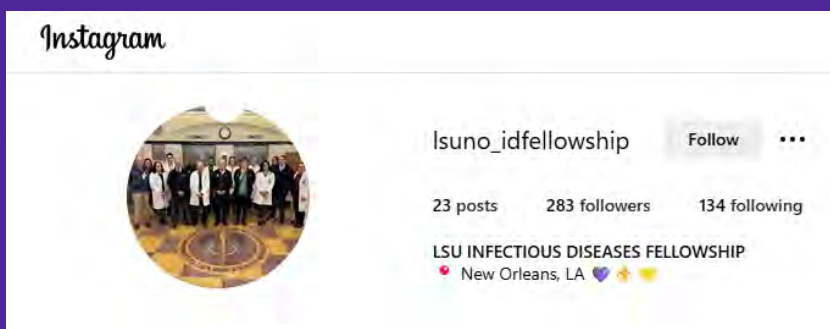 Instagram
lsuno_idfellowship Follow
23 posts 283 followers 134 following
LSU INFECTIOUS DISEASES FELLOWSHIP
📍 New Orleans, LA 💜⚜️💛